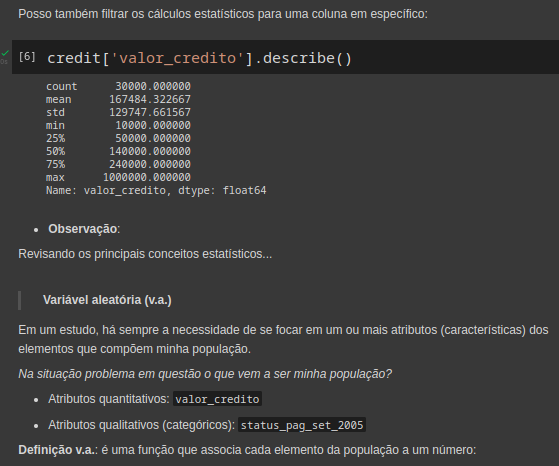 Posso também filtrar os cálculos estatísticos para uma coluna em específico:
[6] credit['valor_credito'].describe()
0s
count 30000.000000
mean 167484.322667
std 129747.661567
min 10000.000000
25% 50000.000000
50% 140000.000000
75% 240000.000000
max 1000000.000000
Name: valor_credito, dtype: float64
• Observação:
Revisando os principais conceitos estatísticos...
Variável aleatória (v.a.)
Em um estudo, há sempre a necessidade de se focar em um ou mais atributos (características) dos
elementos que compõem minha população.
Na situação problema em questão o que vem a ser minha população?
• Atributos quantitativos: valor_credito
• Atributos qualitativos (categóricos): status_pag_set_2005
Definição v.a.: é uma função que associa cada elemento da população a um número: